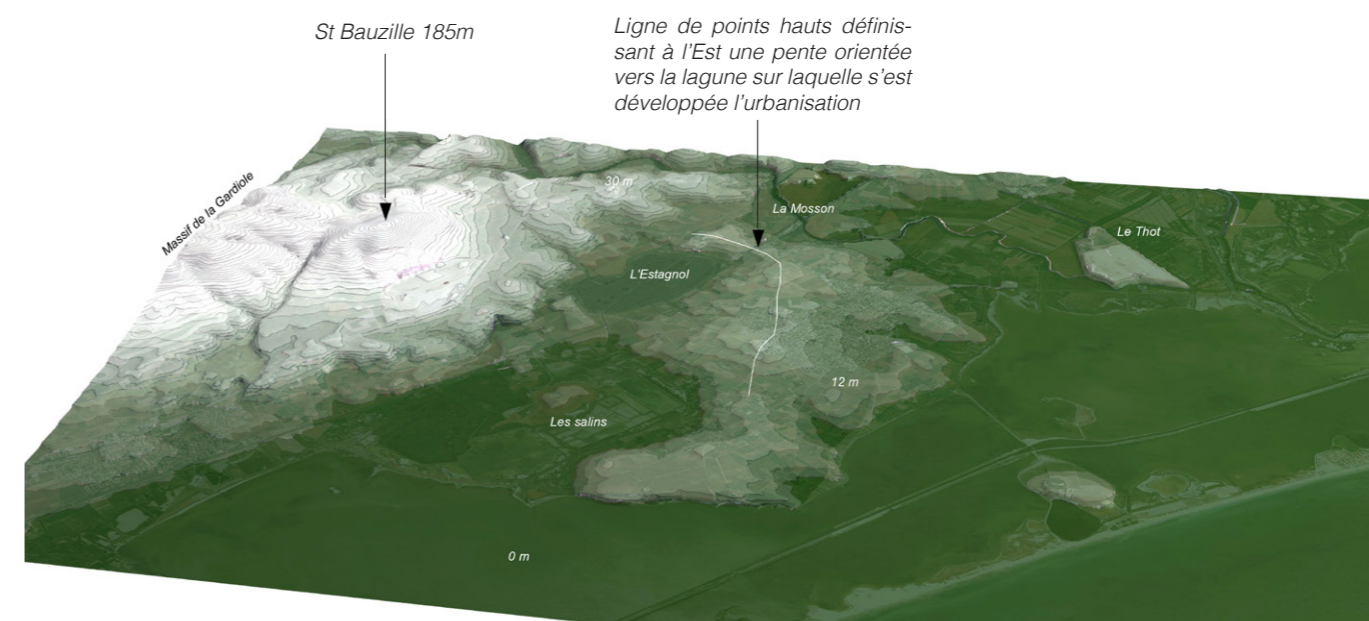 St Bauzille 185m
Ligne de points hauts définis-
sant à l'Est une pente orientée
vers la lagune sur laquelle s'est
développée l'urbanisation
Massif de la Gardiole
30 m
La Mosson
Le Thot
L'Estagnol
12 m
Les salins
0 m